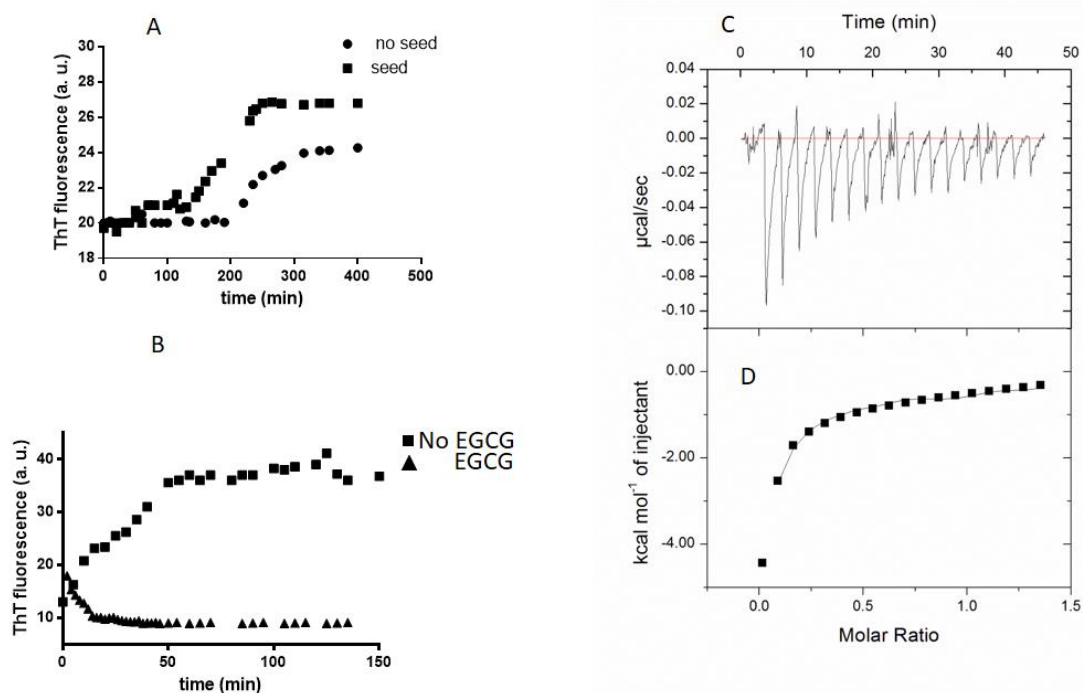 A
● no seed
■ seed
ThT fluorescence (a. u.)
30
28
26
24
22
20
18
0 100 200 300 400 500
time (min)
B
■ No EGCG
▲ EGCG
ThT fluorescence (a. u.)
40
30
20
10
0 50 100 150
time (min)
C
Time (min)
0 10 20 30 40 50
µcal/sec
0.04
0.02
0.00
-0.02
-0.04
-0.06
-0.08
-0.10
D
kcal mol⁻¹ of injectant
0.00
-2.00
-4.00
0.0 0.5 1.0 1.5
Molar Ratio